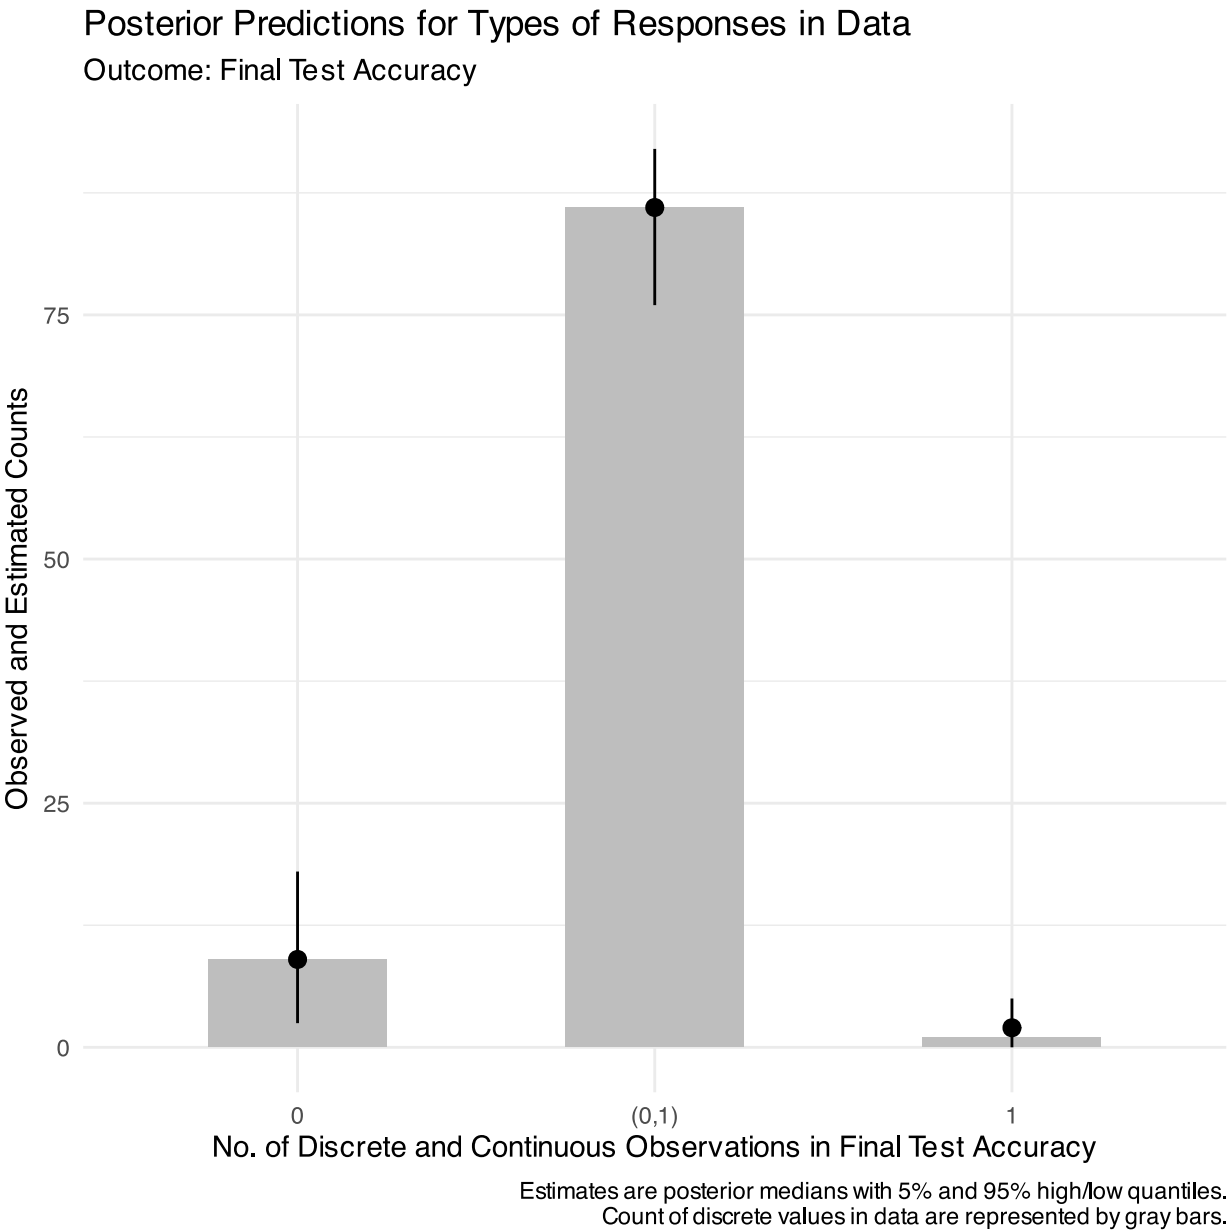 Posterior Predictions for Types of Responses in Data
Outcome: Final Test Accuracy
Observed and Estimated Counts
75
50
25
0
0
(0,1)
1
No. of Discrete and Continuous Observations in Final Test Accuracy
Estimates are posterior medians with 5% and 95% high/low quantiles.
Count of discrete values in data are represented by gray bars.